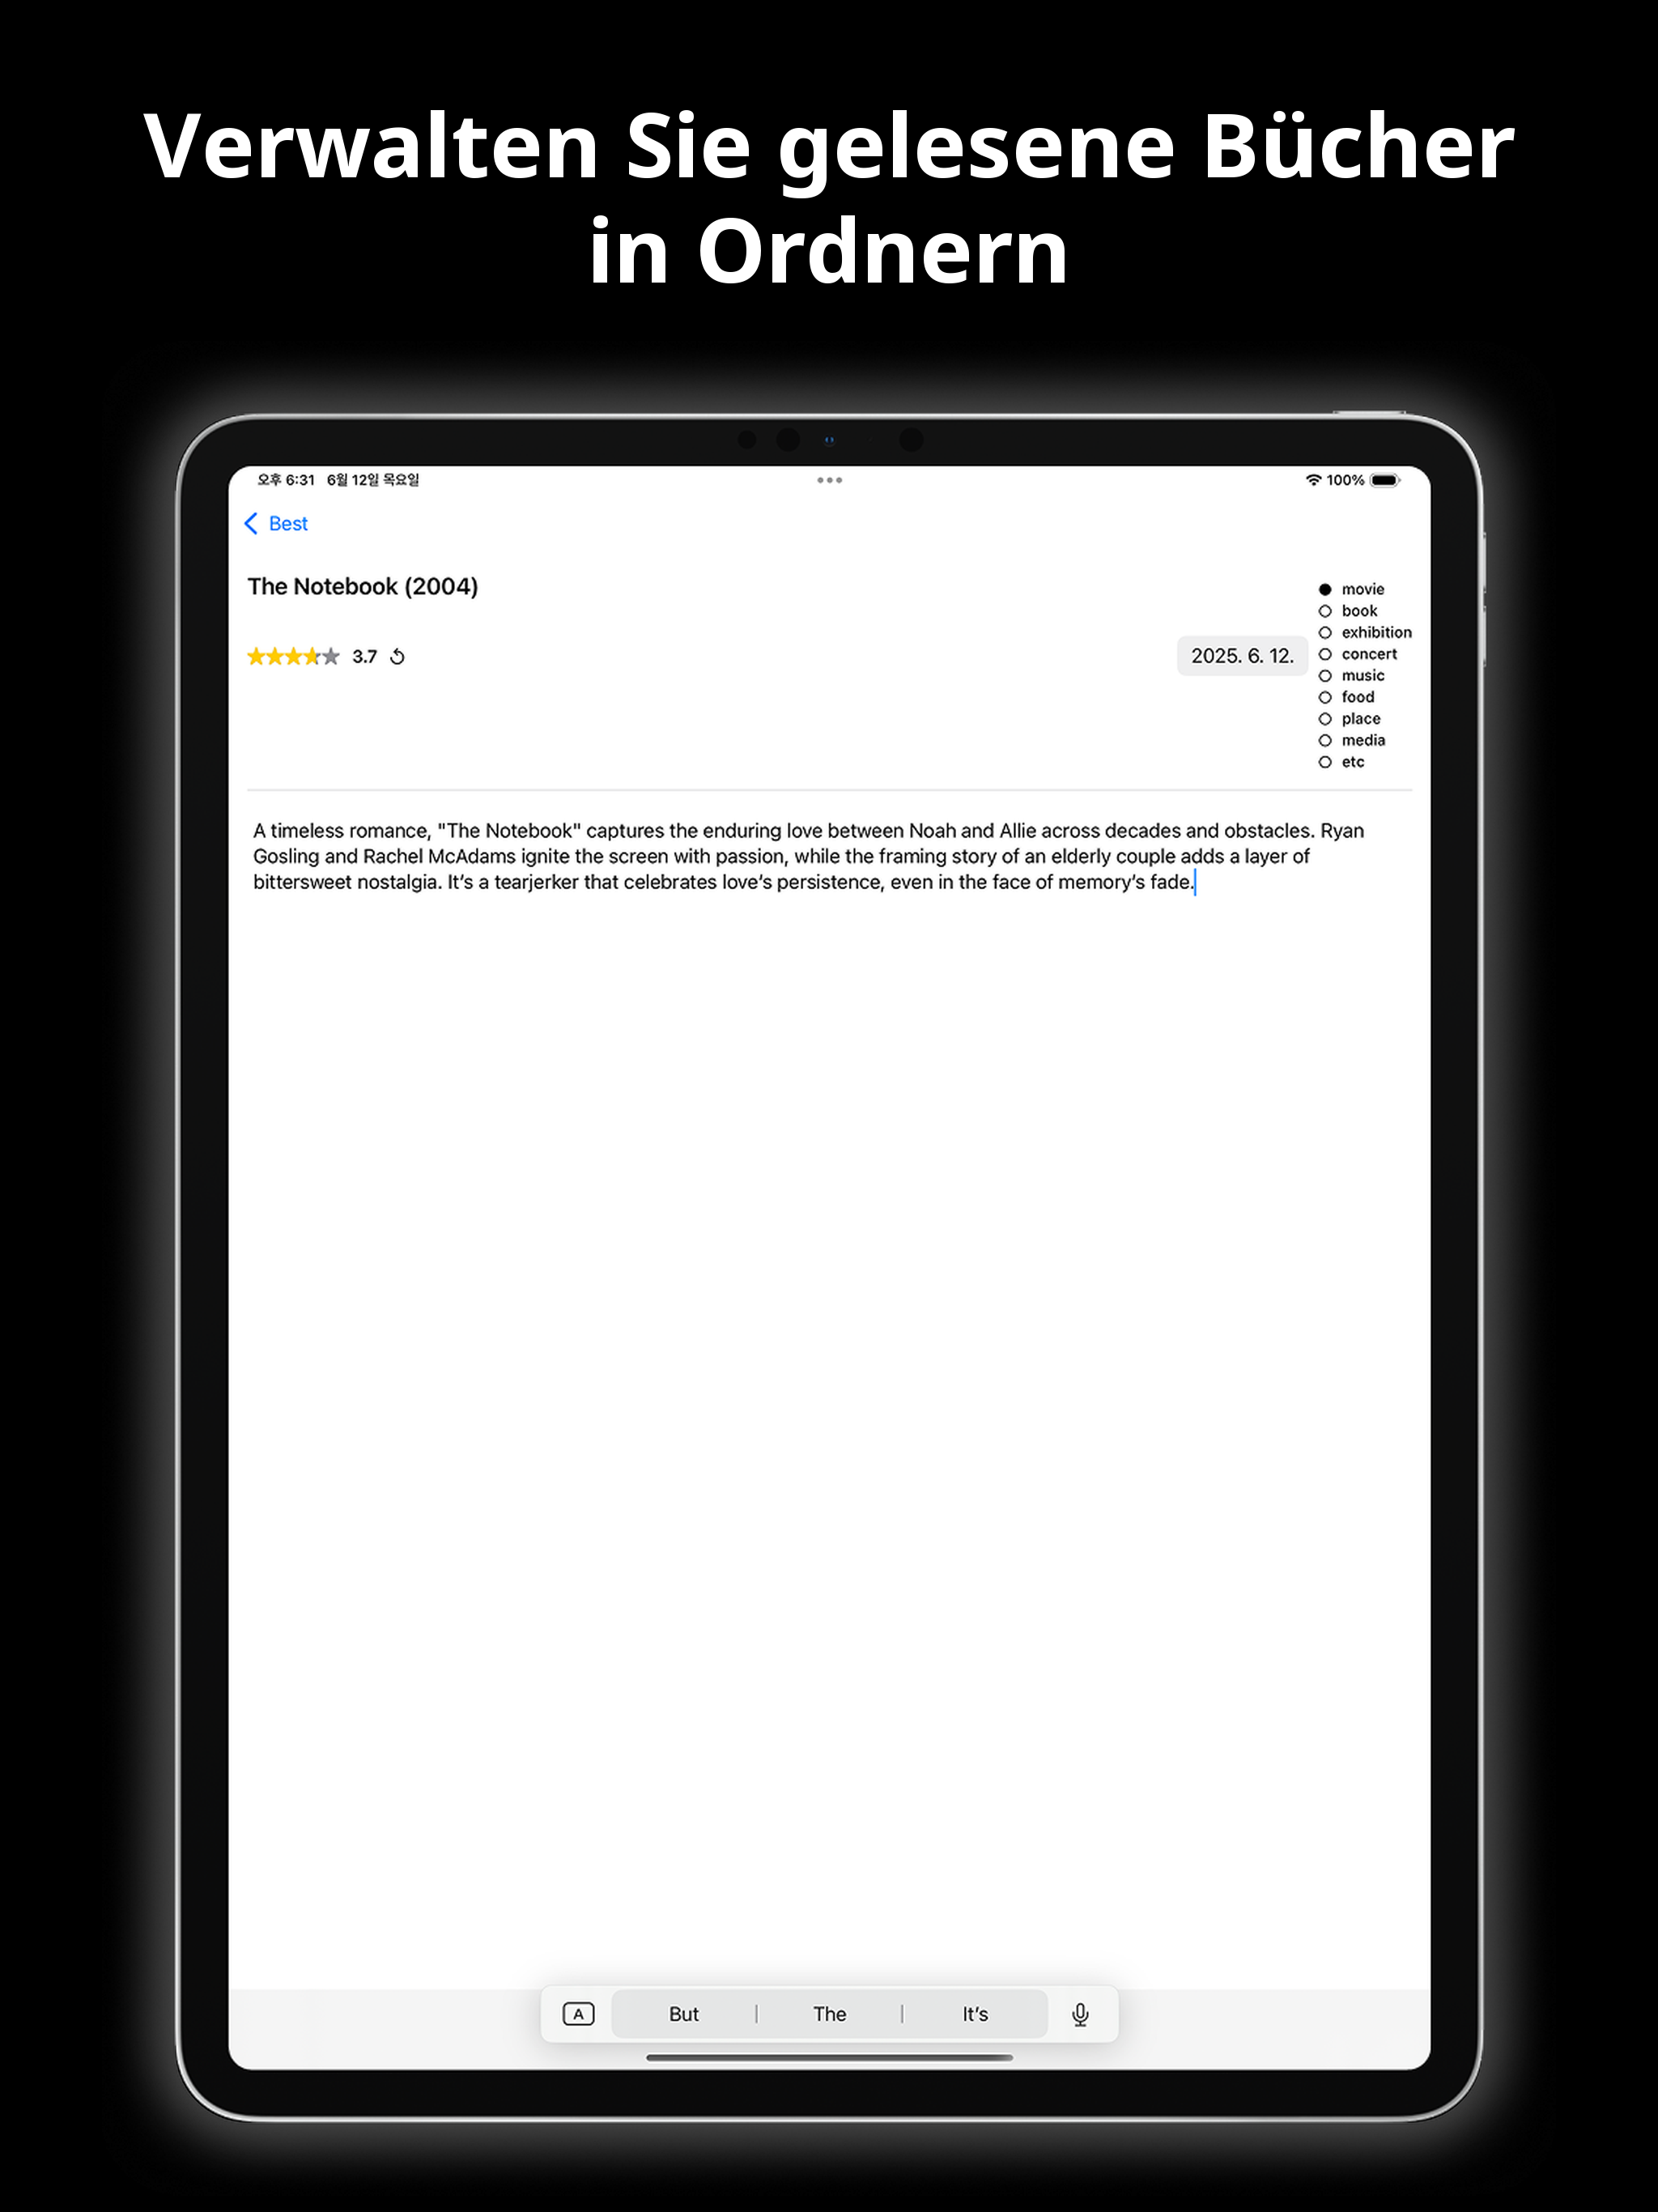 Verwalten Sie gelesene Bücher
in Ordnern
오후 6:31 6월 12일 목요일
100%
Best
The Notebook (2004)
3.7
2025. 6. 12.
movie
book
exhibition
concert
music
food
place
media
etc
A timeless romance, "The Notebook" captures the enduring love between Noah and Allie across decades and obstacles. Ryan
Gosling and Rachel McAdams ignite the screen with passion, while the framing story of an elderly couple adds a layer of
bittersweet nostalgia. It’s a tearjerker that celebrates love’s persistence, even in the face of memory’s fade.
A
But
The
It’s